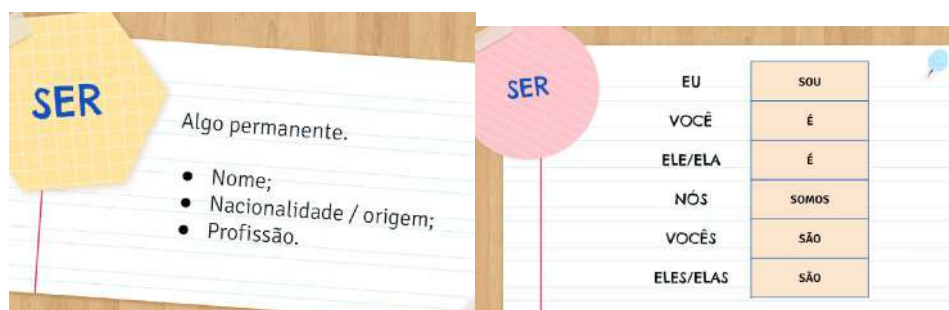 SER
Algo permanente.
● Nome;
● Nacionalidade / origem;
● Profissão.
SER
EU SOU
VOCÊ É
ELE/ELA É
NÓS SOMOS
VOCÊS SÃO
ELES/ELAS SÃO